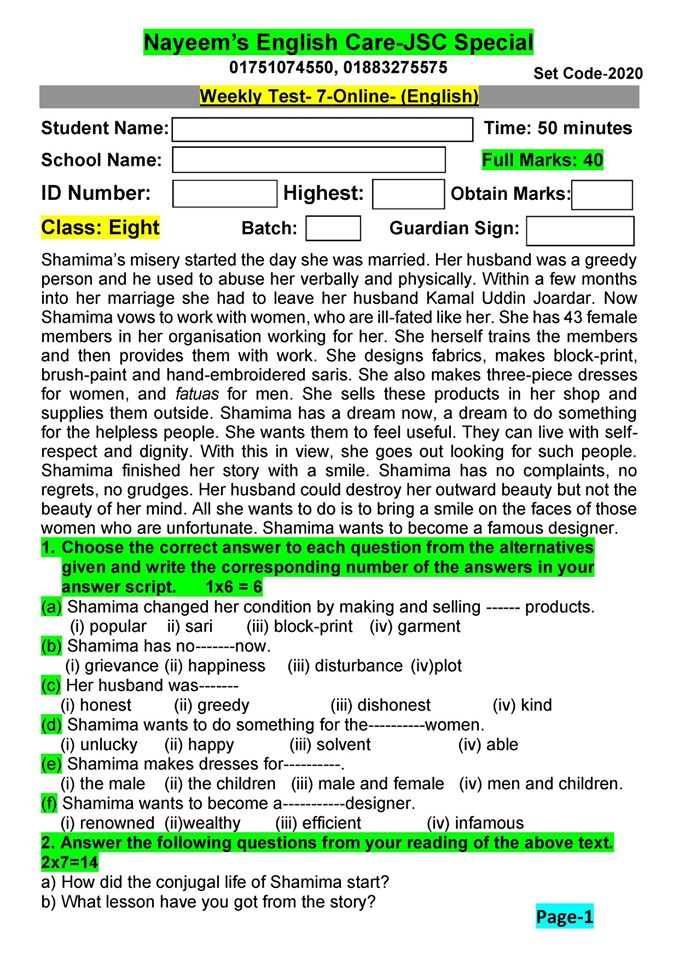 Nayeem's English Care-JSC Special
01751074550, 01883275575
Set Code-2020
Weekly Test- 7-Online- (English)
Student Name: Time: 50 minutes
School Name: Full Marks: 40
ID Number: Highest: Obtain Marks:
Class: Eight Batch: Guardian Sign:
Shamima's misery started the day she was married. Her husband was a greedy
person and he used to abuse her verbally and physically. Within a few months
into her marriage she had to leave her husband Kamal Uddin Joardar. Now
Shamima vows to work with women, who are ill-fated like her. She has 43 female
members in her organisation working for her. She herself trains the members
and then provides them with work. She designs fabrics, makes block-print,
brush-paint and hand-embroidered saris. She also makes three-piece dresses
for women, and fatuas for men. She sells these products in her shop and
supplies them outside. Shamima has a dream now, a dream to do something
for the helpless people. She wants them to feel useful. They can live with self-
respect and dignity. With this in view, she goes out looking for such people.
Shamima finished her story with a smile. Shamima has no complaints, no
regrets, no grudges. Her husband could destroy her outward beauty but not the
beauty of her mind. All she wants to do is to bring a smile on the faces of those
women who are unfortunate. Shamima wants to become a famous designer.
1. Choose the correct answer to each question from the alternatives
given and write the corresponding number of the answers in your
answer script. 1x6 = 6
(a) Shamima changed her condition by making and selling ------ products.
(i) popular ii) sari (iii) block-print (iv) garment
(b) Shamima has no-------now.
(i) grievance (ii) happiness (iii) disturbance (iv)plot
(c) Her husband was-------
(i) honest (ii) greedy (iii) dishonest (iv) kind
(d) Shamima wants to do something for the----------women.
(i) unlucky (ii) happy (iii) solvent (iv) able
(e) Shamima makes dresses for----------.
(i) the male (ii) the children (iii) male and female (iv) men and children.
(f) Shamima wants to become a-----------designer.
(i) renowned (ii)wealthy (iii) efficient (iv) infamous
2. Answer the following questions from your reading of the above text.
2x7=14
a) How did the conjugal life of Shamima start?
b) What lesson have you got from the story?
Page-1